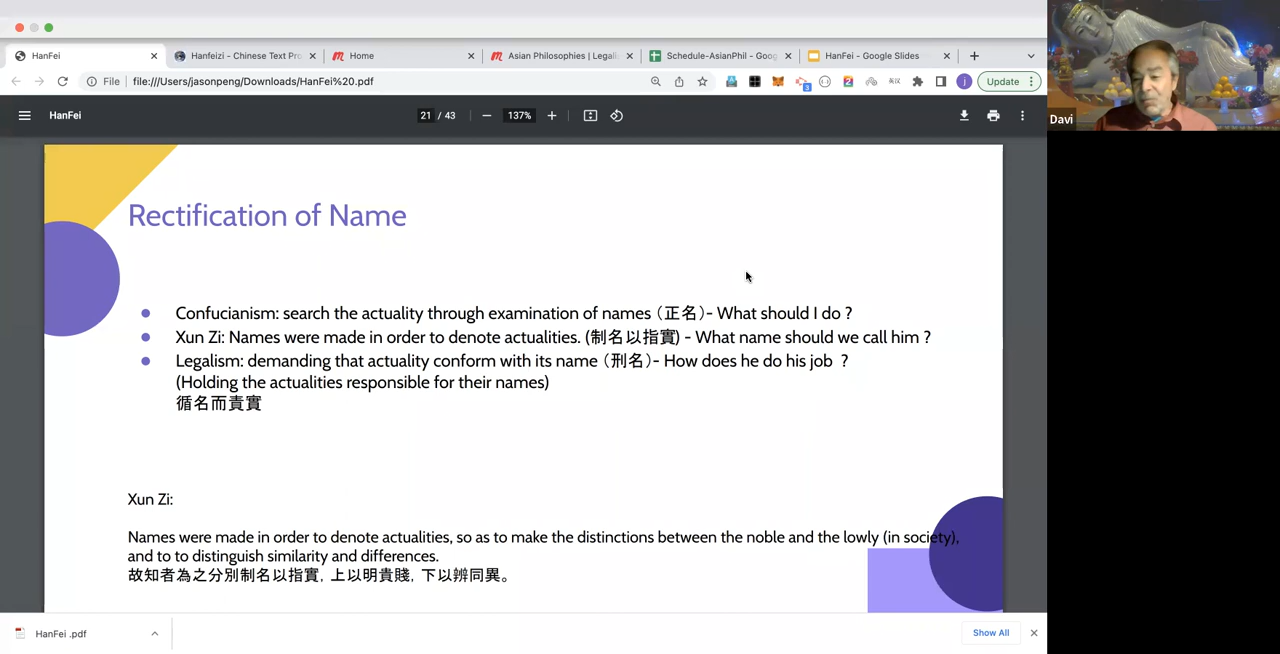 HanFei
Hanfeizi - Chinese Text Pro
Home
Asian Philosophies | Legali
Schedule-AsianPhil - Goog
HanFei - Google Slides
File
file:///Users/jasonpeng/Downloads/HanFei%20.pdf
3
2
j
Update
HanFei
21 / 43
137%
Davi
Rectification of Name
Confucianism: search the actuality through examination of names (正名)- What should I do ?
Xun Zi: Names were made in order to denote actualities. (制名以指實) - What name should we call him ?
Legalism: demanding that actuality conform with its name (刑名)- How does he do his job ?
(Holding the actualities responsible for their names)
循名而責實
Xun Zi:
Names were made in order to denote actualities, so as to make the distinctions between the noble and the lowly (in society),
and to to distinguish similarity and differences.
故知者為之分別制名以指實, 上以明貴賤, 下以辨同異。
HanFei .pdf
Show All